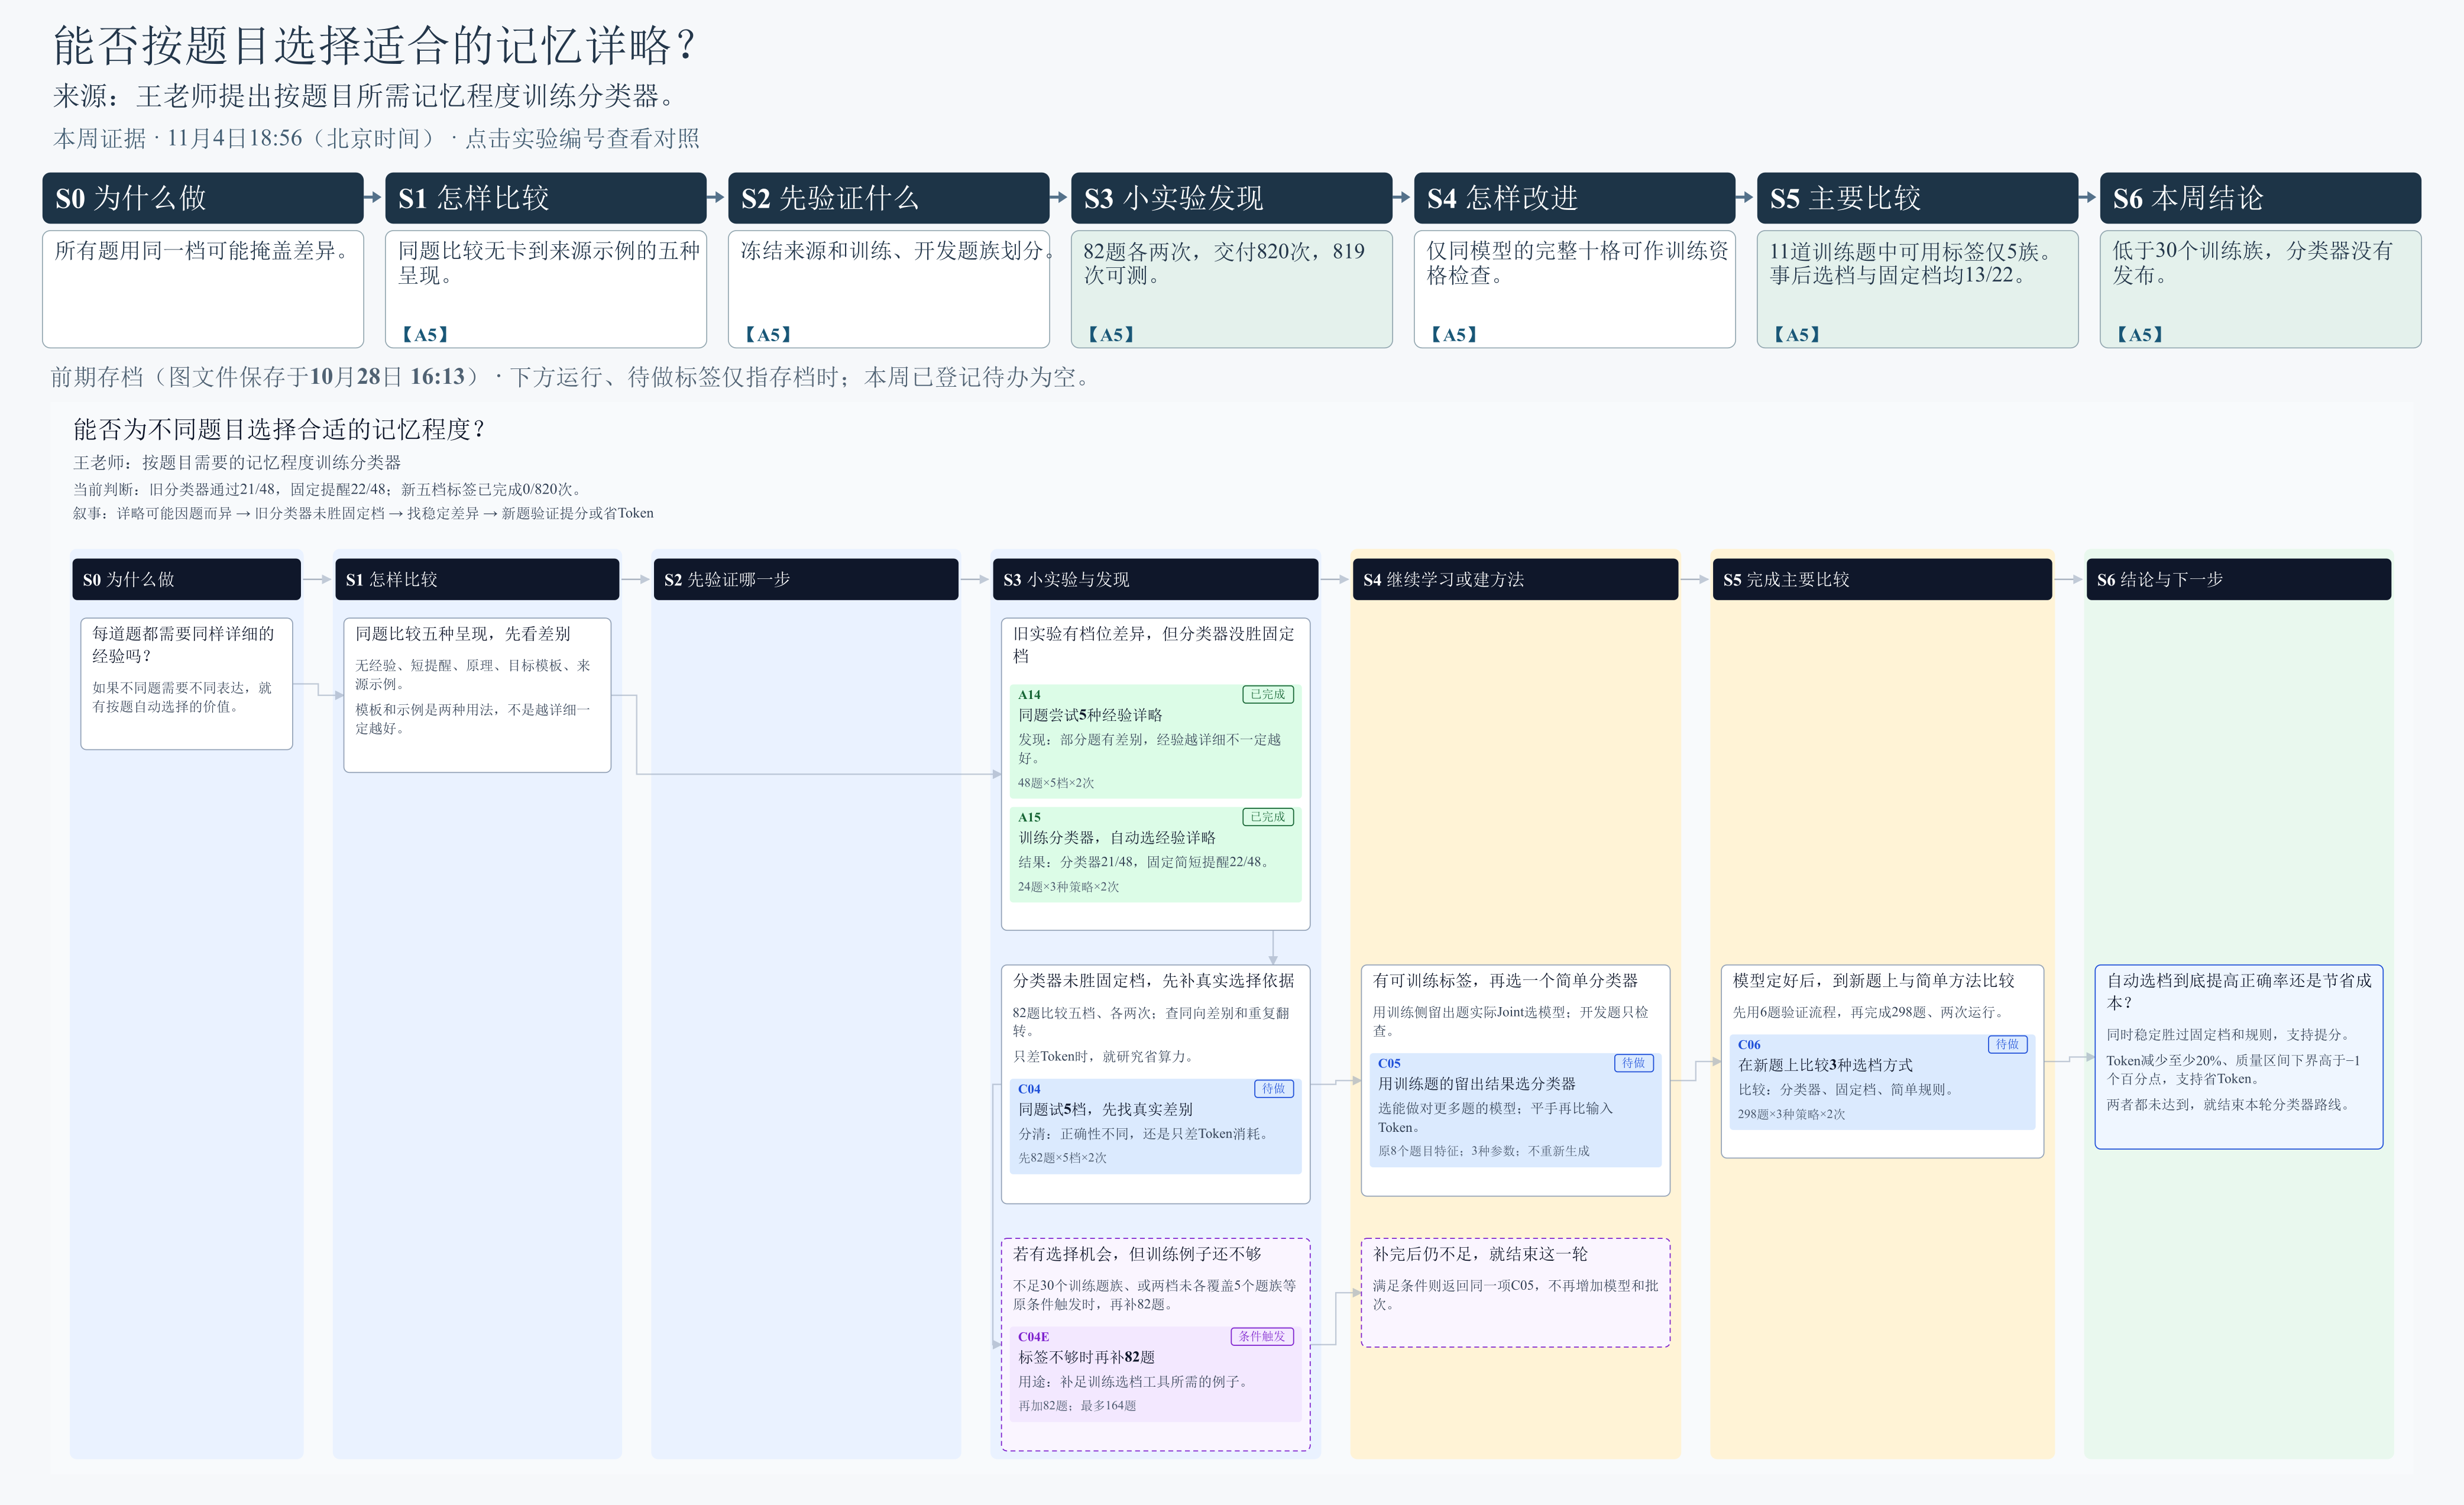 能否按题目选择适合的记忆详略？
来源：王老师提出按题目所需记忆程度训练分类器。
本周证据 · 11月4日18:56（北京时间） · 点击实验编号查看对照
S0 为什么做
所有题用同一档可能掩盖差异。
S1 怎样比较
同题比较无卡到来源示例的五种
呈现。
【A5】
S2 先验证什么
冻结来源和训练、开发题族划分。
【A5】
S3 小实验发现
82题各两次，交付820次，819
次可测。
【A5】
S4 怎样改进
仅同模型的完整十格可作训练资
格检查。
【A5】
S5 主要比较
11道训练题中可用标签仅5族。
事后选档与固定档均13/22。
【A5】
S6 本周结论
低于30个训练族，分类器没有
发布。
【A5】
前期存档（图文件保存于10月28日 16:13） · 下方运行、待做标签仅指存档时；本周已登记待办为空。
能否为不同题目选择合适的记忆程度？
王老师：按题目需要的记忆程度训练分类器
当前判断：旧分类器通过21/48，固定提醒22/48；新五档标签已完成0/820次。
叙事：详略可能因题而异 → 旧分类器未胜固定档 → 找稳定差异 → 新题验证提分或省Token
S0 为什么做
每道题都需要同样详细的
经验吗？
如果不同题需要不同表达，就
有按题自动选择的价值。
S1 怎样比较
同题比较五种呈现，先看差别
无经验、短提醒、原理、目标模板、来
源示例。
模板和示例是两种用法，不是越详细一
定越好。
S2 先验证哪一步
S3 小实验与发现
旧实验有档位差异，但分类器没胜固定
档
A14
已完成
同题尝试5种经验详略
发现：部分题有差别，经验越详细不一定越
好。
48题×5档×2次
A15
已完成
训练分类器，自动选经验详略
结果：分类器21/48，固定简短提醒22/48。
24题×3种策略×2次
分类器未胜固定档，先补真实选择依据
82题比较五档、各两次；查同向差别和重复翻
转。
只差Token时，就研究省算力。
C04
待做
同题试5档，先找真实差别
分清：正确性不同，还是只差Token消耗。
先82题×5档×2次
若有选择机会，但训练例子还不够
不足30个训练题族、或两档未各覆盖5个题族等
原条件触发时，再补82题。
C04E
条件触发
标签不够时再补82题
用途：补足训练选档工具所需的例子。
再加82题；最多164题
S4 继续学习或建方法
有可训练标签，再选一个简单分类器
用训练侧留出题实际Joint选模型；开发题只检
查。
C05
待做
用训练题的留出结果选分类器
选能做对更多题的模型；平手再比输入
Token。
原8个题目特征；3种参数；不重新生成
补完后仍不足，就结束这一轮
满足条件则返回同一项C05，不再增加模型和批
次。
S5 完成主要比较
模型定好后，到新题上与简单方法比较
先用6题验证流程，再完成298题、两次运行。
C06
待做
在新题上比较3种选档方式
比较：分类器、固定档、简单规则。
298题×3种策略×2次
S6 结论与下一步
自动选档到底提高正确率还是节省成
本？
同时稳定胜过固定档和规则，支持提分。
Token减少至少20%、质量区间下界高于−1
个百分点，支持省Token。
两者都未达到，就结束本轮分类器路线。